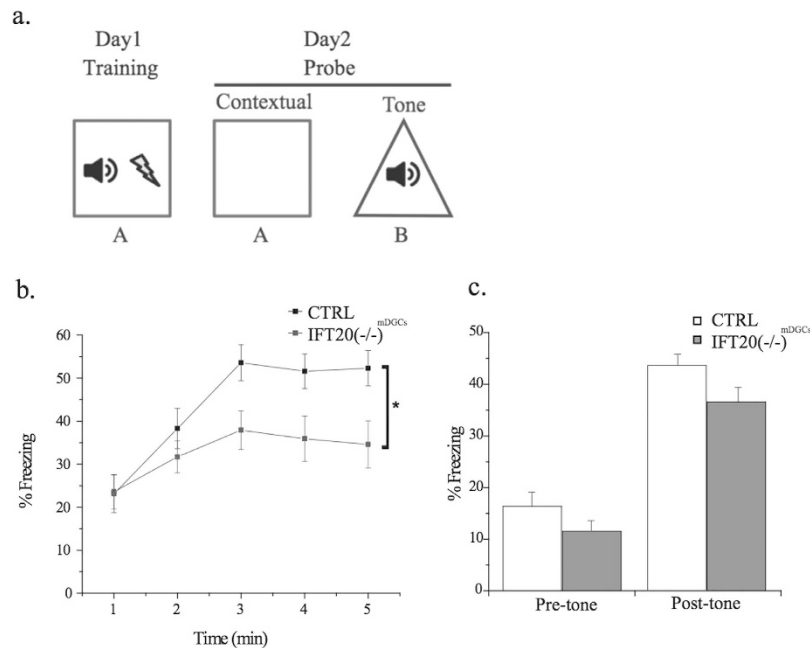 a.
Day1
Training
Day2
Probe
Contextual
Tone
A
A
B
b.
CTRL
IFT20(-/-)mDGCs
60
50
40
30
20
10
0
% Freezing
*
1 2 3 4 5
Time (min)
c.
CTRL
IFT20(-/-)mDGCs
50
40
30
20
10
0
% Freezing
Pre-tone Post-tone